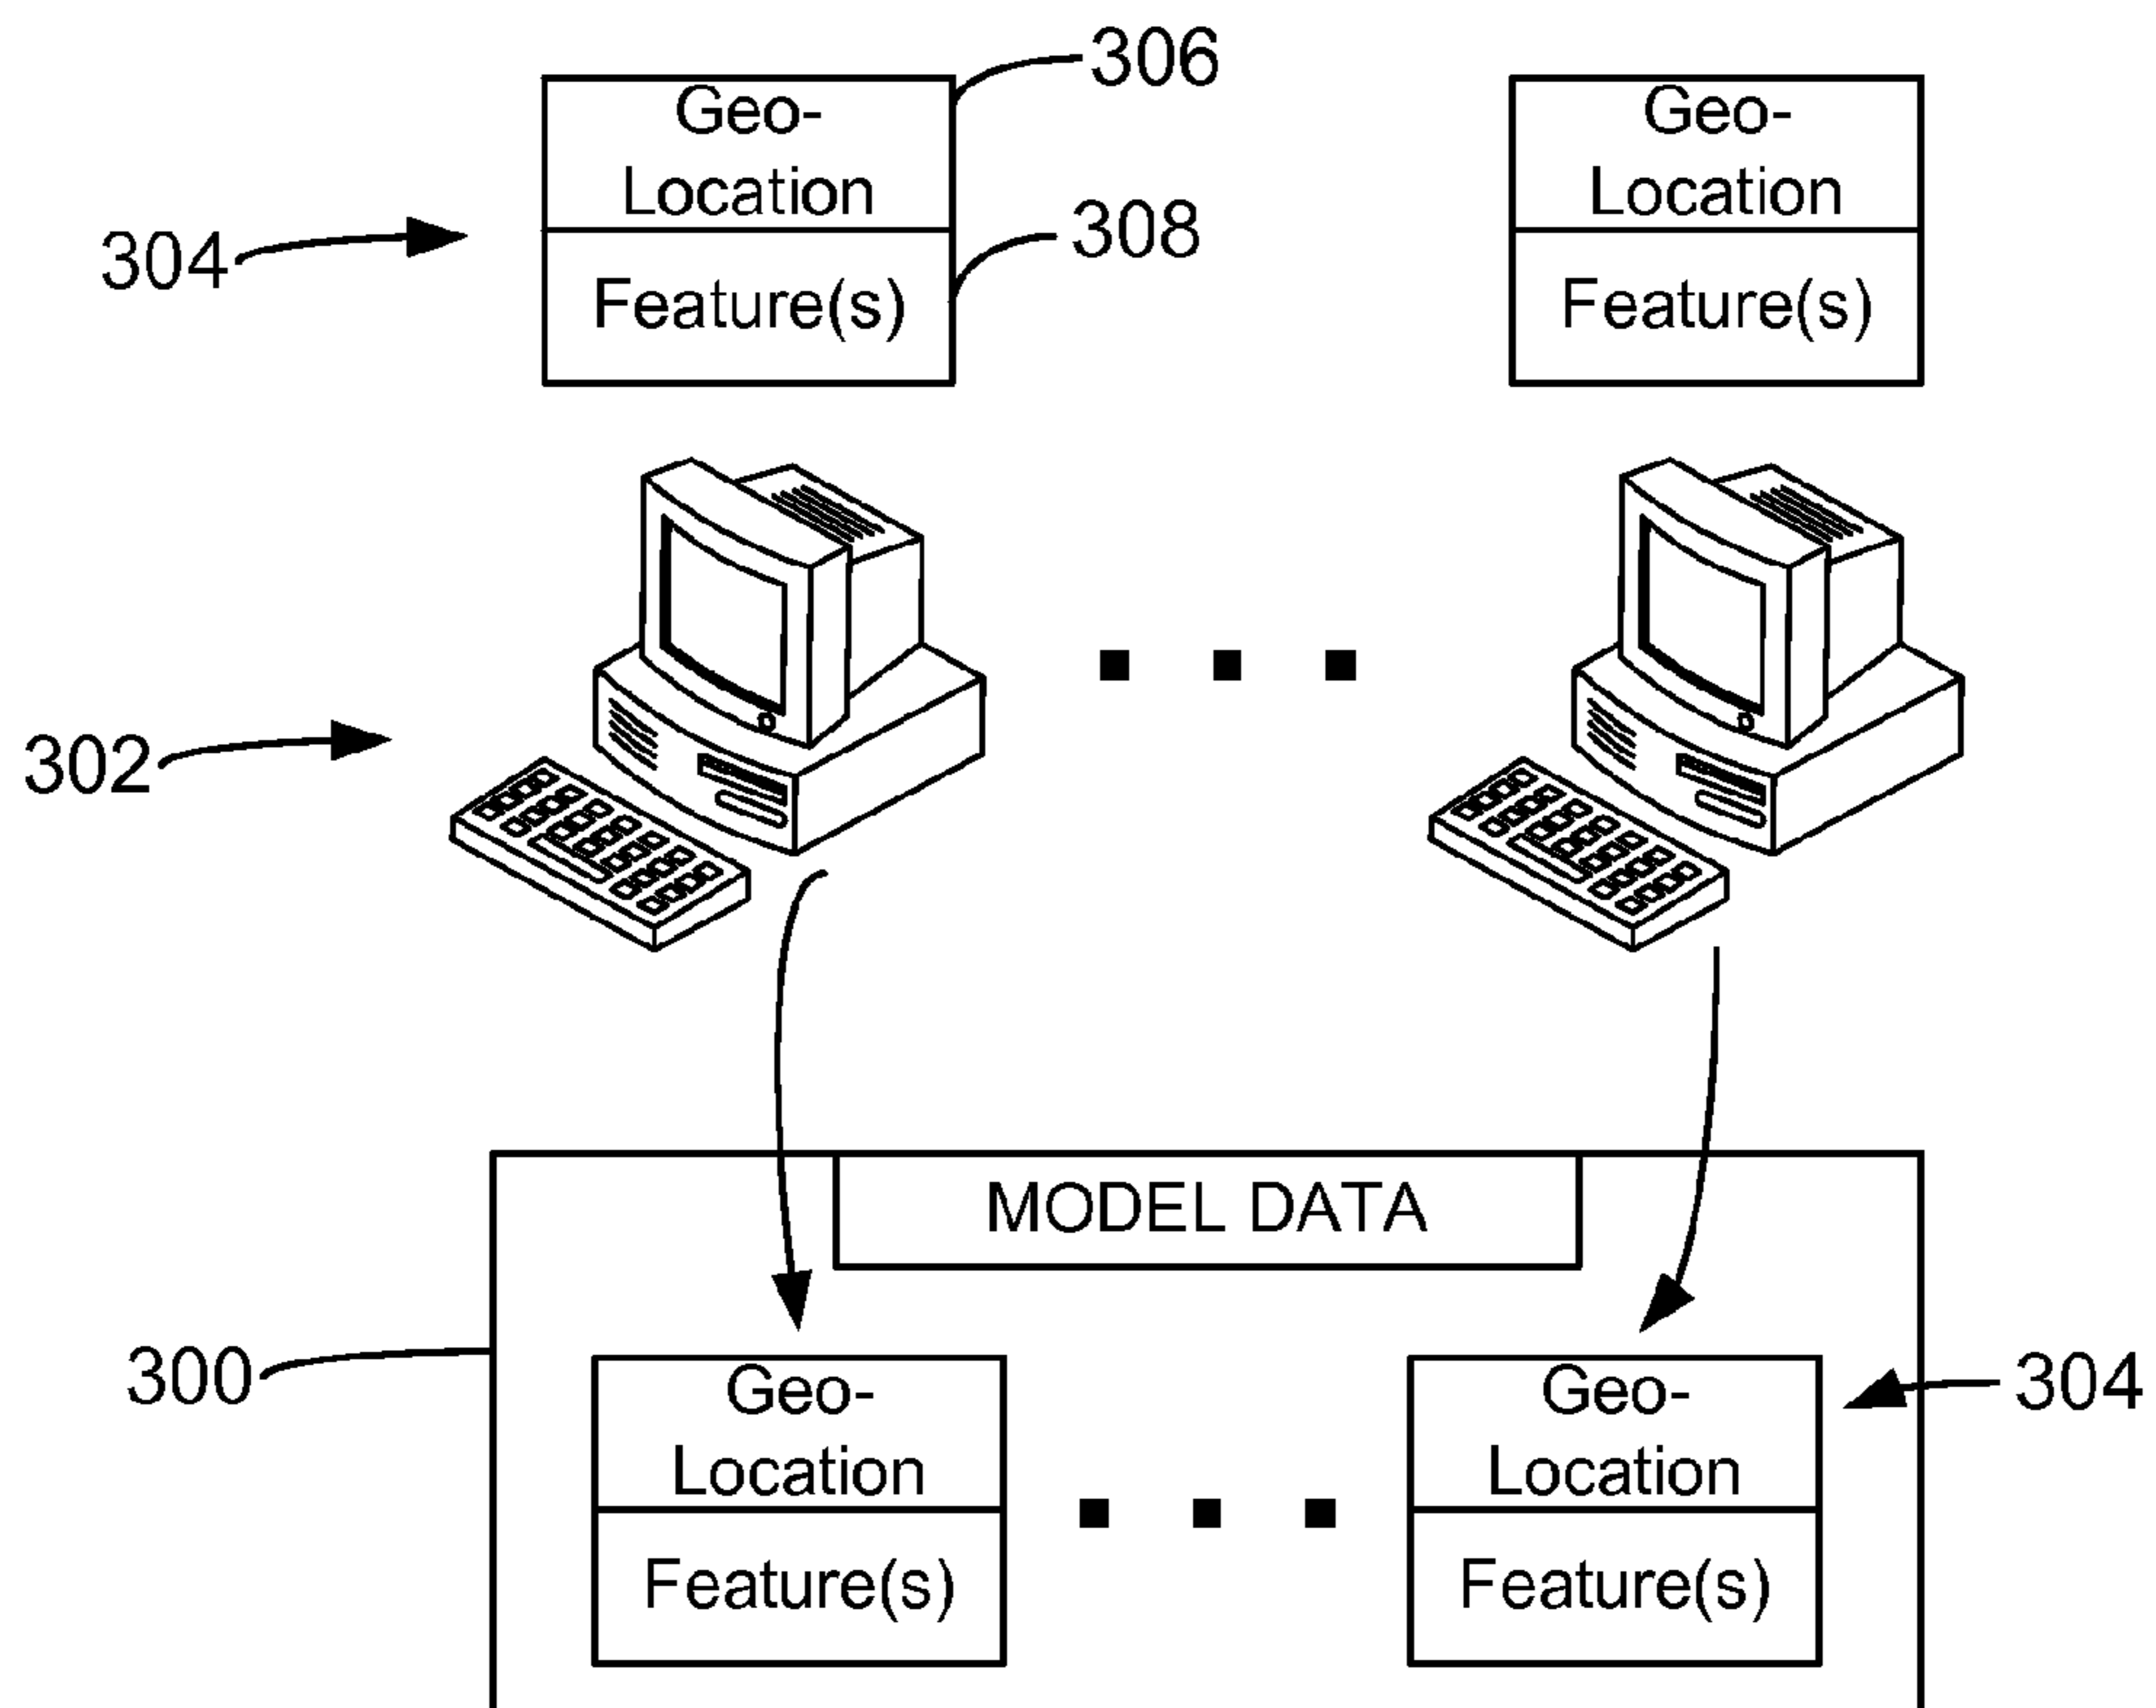 306
Geo-
Location
Geo-
Location
304
308
Feature(s)
Feature(s)
302
MODEL DATA
300
Geo-
Location
Geo-
Location
304
Feature(s)
Feature(s)